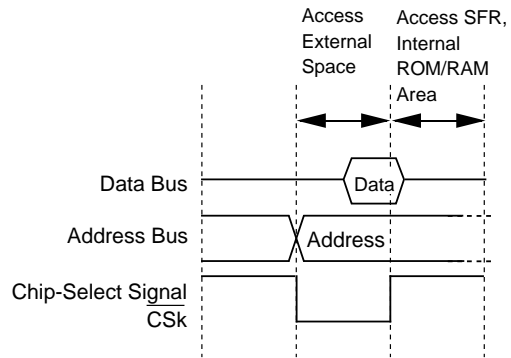 Access
External
Space
Access SFR,
Internal
ROM/RAM
Area
Data Bus
Data
Address Bus
Address
Chip-Select Signal
CSk